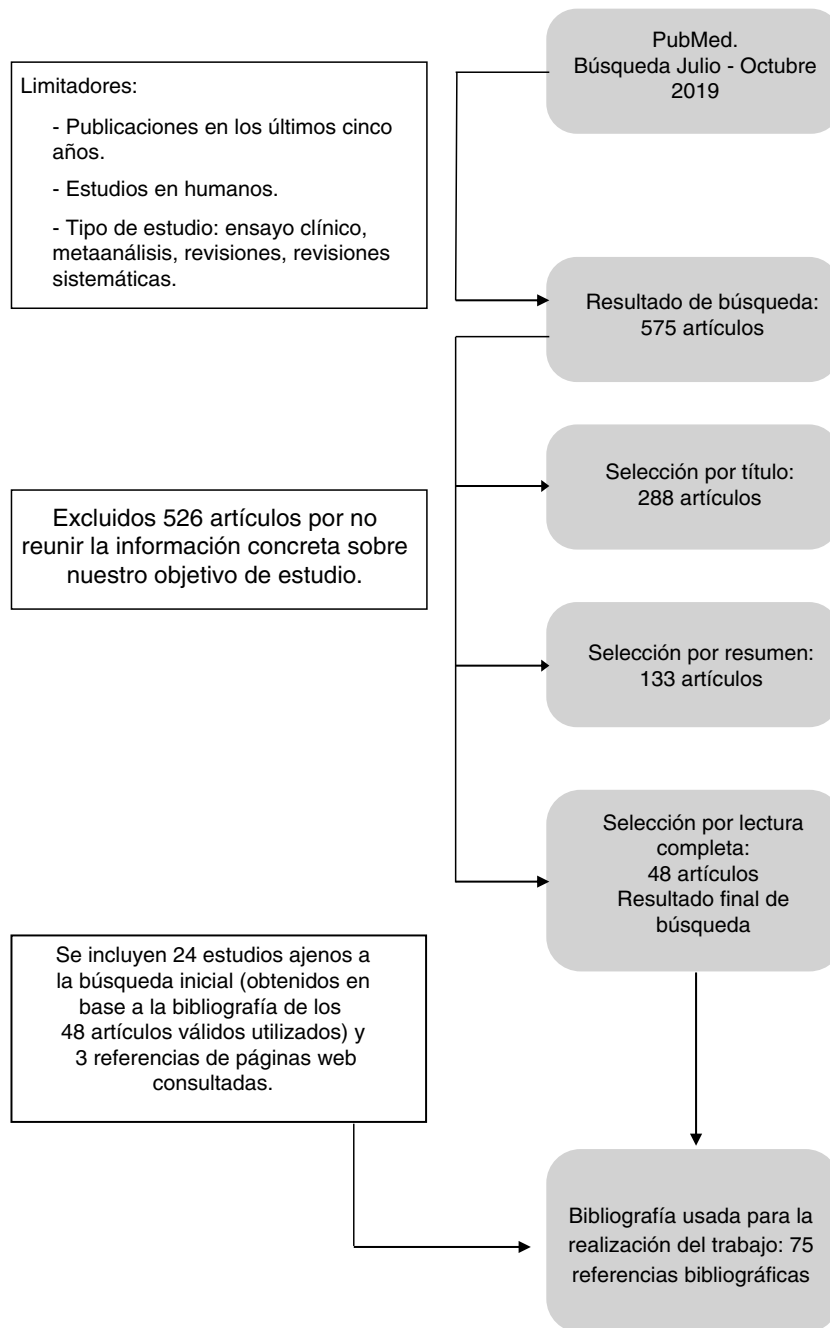 PubMed.
Búsqueda Julio - Octubre
2019
Limitadores:
- Publicaciones en los últimos cinco
años.
- Estudios en humanos.
- Tipo de estudio: ensayo clínico,
metaanálisis, revisiones, revisiones
sistemáticas.
Resultado de búsqueda:
575 artículos
Selección por título:
288 artículos
Excluidos 526 artículos por no
reunir la información concreta sobre
nuestro objetivo de estudio.
Selección por resumen:
133 artículos
Selección por lectura
completa:
48 artículos
Resultado final de
búsqueda
Se incluyen 24 estudios ajenos a
la búsqueda inicial (obtenidos en
base a la bibliografía de los
48 artículos válidos utilizados) y
3 referencias de páginas web
consultadas.
Bibliografía usada para la
realización del trabajo: 75
referencias bibliográficas